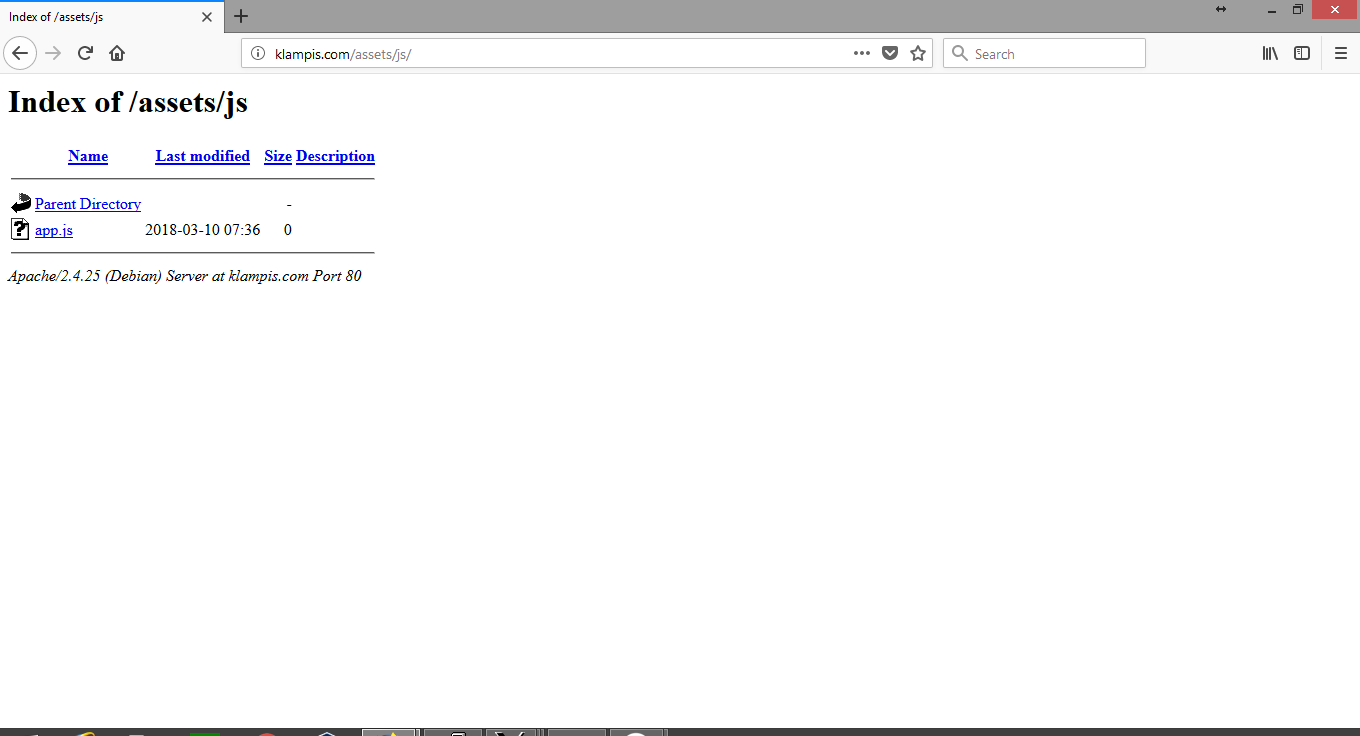 Index of /assets/js
klampis.com/assets/js/
Search
Index of /assets/js
Name Last modified Size Description
Parent Directory -
app.js 2018-03-10 07:36 0
Apache/2.4.25 (Debian) Server at klampis.com Port 80